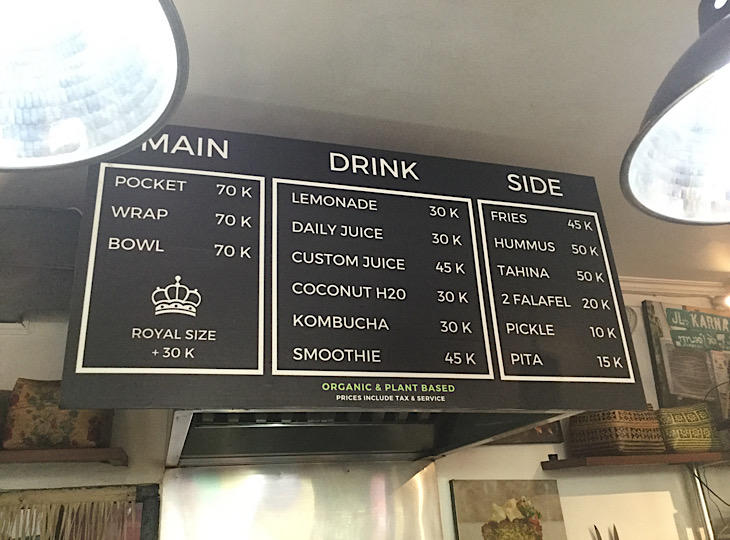 MAIN
POCKET 70 K
WRAP 70 K
BOWL 70 K
ROYAL SIZE
+ 30 K
DRINK
LEMONADE 30 K
DAILY JUICE 30 K
CUSTOM JUICE 45 K
COCONUT H20 30 K
KOMBUCHA 30 K
SMOOTHIE 45 K
SIDE
FRIES 45 K
HUMMUS 50 K
TAHINA 50 K
2 FALAFEL 20 K
PICKLE 10 K
PITA 15 K
ORGANIC & PLANT BASED
PRICES INCLUDE TAX & SERVICE